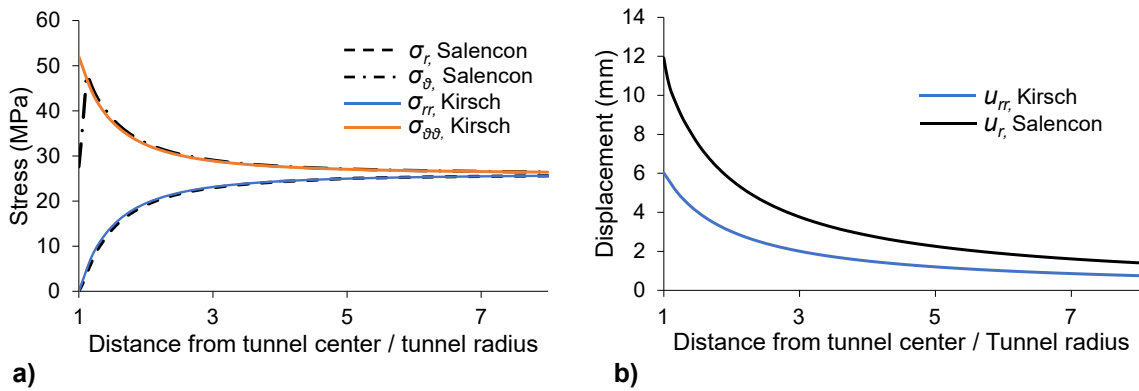 60
50
40
30
20
10
0
Stress (MPa)
σr, Salencon
σϑ, Salencon
σrr, Kirsch
σϑϑ, Kirsch
1 3 5 7
Distance from tunnel center / tunnel radius
a)
14
12
10
8
6
4
2
0
Displacement (mm)
urr, Kirsch
ur, Salencon
1 3 5 7
Distance from tunnel center / Tunnel radius
b)